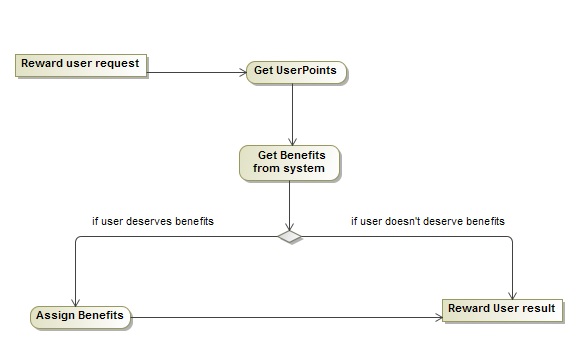 Reward user request
Get UserPoints
Get Benefits
from system
if user deserves benefits
if user doesn't deserve benefits
Assign Benefits
Reward User result